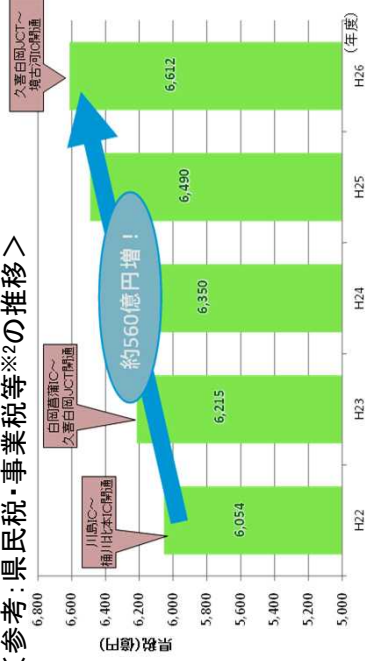 <参考:県民税・事業税等※2の推移>
県税(億円)
6,800
6,600
6,400
6,200
6,000
5,800
5,600
5,400
5,200
5,000
川島IC～
桶川北本IC開通
白岡菖蒲IC～
久喜白岡JCT開通
久喜白岡JCT～
境古河IC開通
約560億円増!
6,054
6,215
6,350
6,490
6,612
H22
H23
H24
H25
H26
(年度)